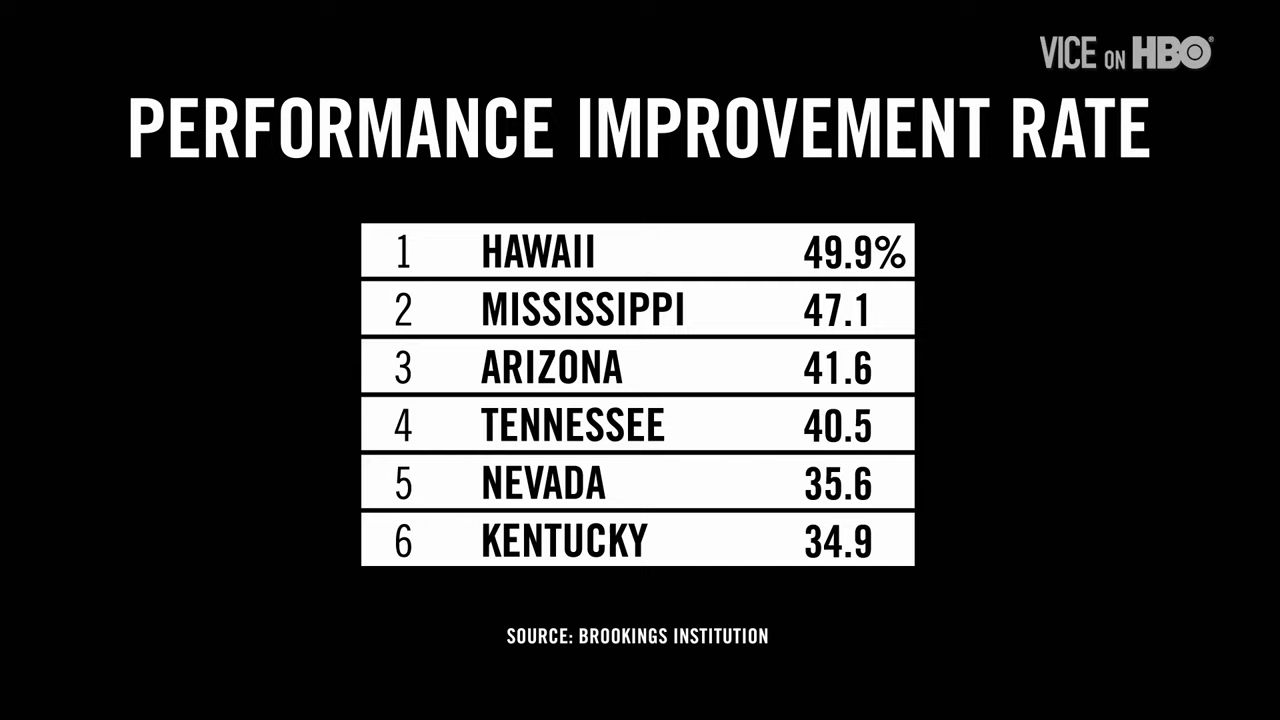 VICE ON HBO®
PERFORMANCE IMPROVEMENT RATE
1 HAWAII 49.9%
2 MISSISSIPPI 47.1
3 ARIZONA 41.6
4 TENNESSEE 40.5
5 NEVADA 35.6
6 KENTUCKY 34.9
SOURCE: BROOKINGS INSTITUTION